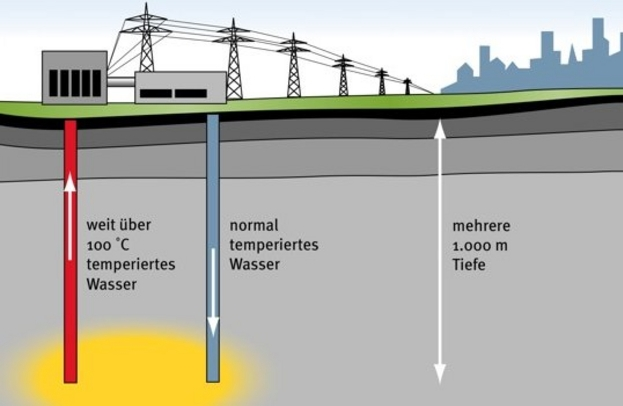 weit über
100 °C
temperiertes
Wasser
normal
temperiertes
Wasser
mehrere
1.000 m
Tiefe